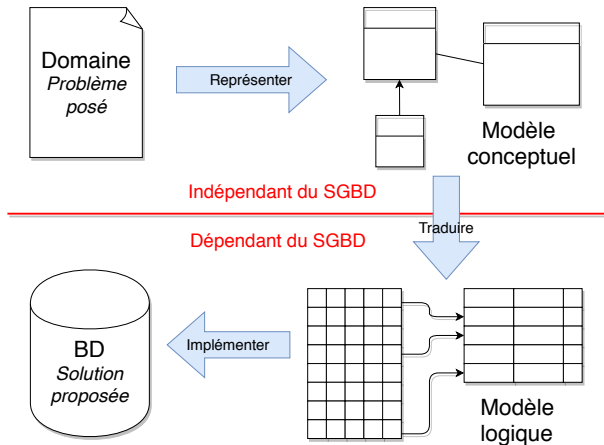 Domaine
Problème
posé
Représenter
Modèle
conceptuel
Indépendant du SGBD
Traduire
Dépendant du SGBD
BD
Solution
proposée
Implémenter
Modèle
logique